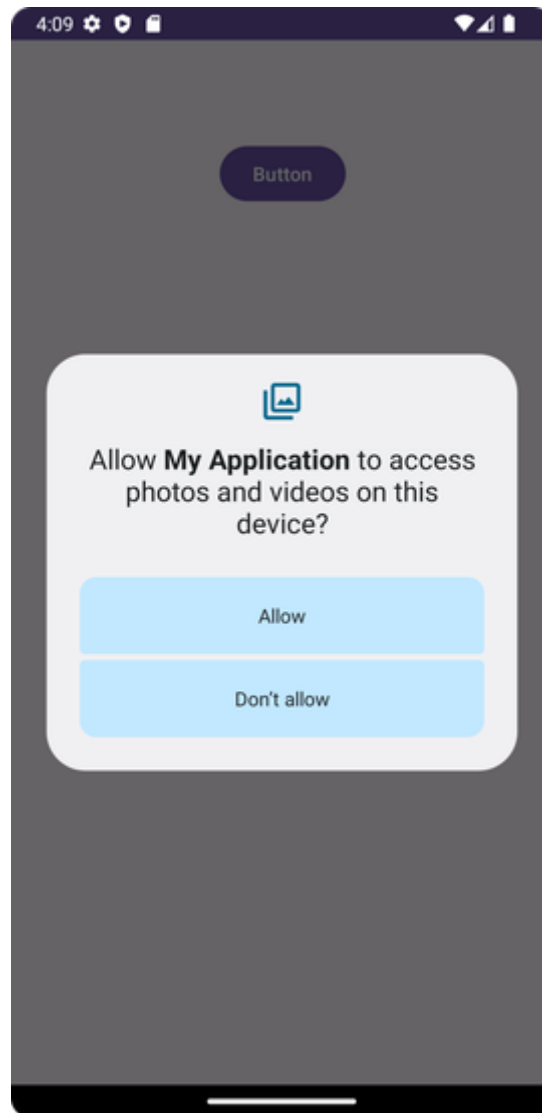 4:09
Button
Allow My Application to access
photos and videos on this
device?
Allow
Don't allow